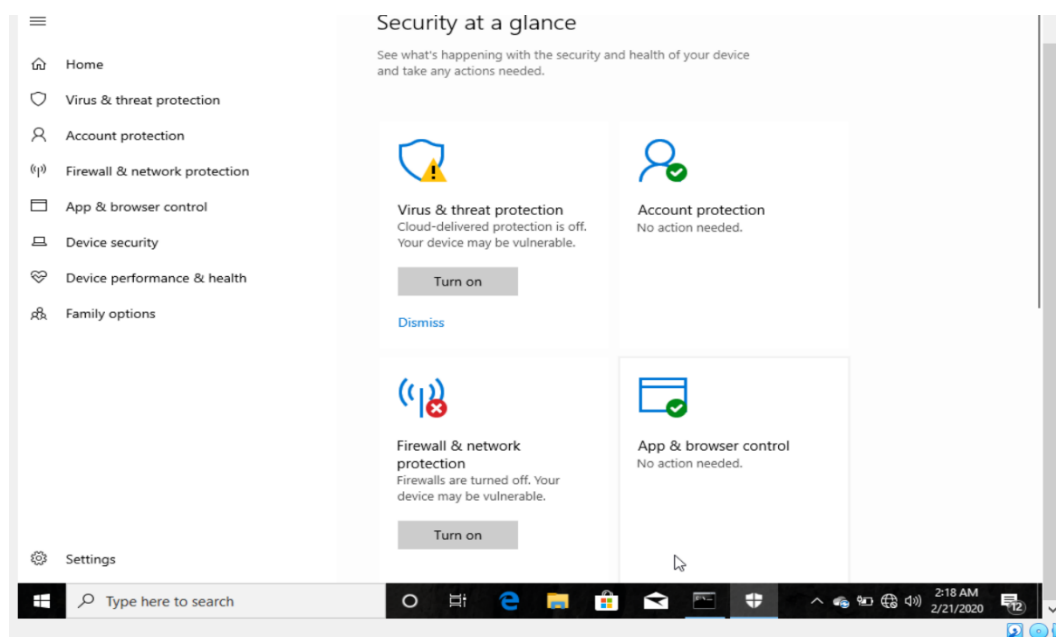 Security at a glance
See what's happening with the security and health of your device
and take any actions needed.
Home
Virus & threat protection
Account protection
Firewall & network protection
App & browser control
Device security
Device performance & health
Family options
Settings
Virus & threat protection
Cloud-delivered protection is off.
Your device may be vulnerable.
Turn on
Dismiss
Account protection
No action needed.
Firewall & network
protection
Firewalls are turned off. Your
device may be vulnerable.
Turn on
App & browser control
No action needed.
Type here to search
2:18 AM
2/21/2020
12